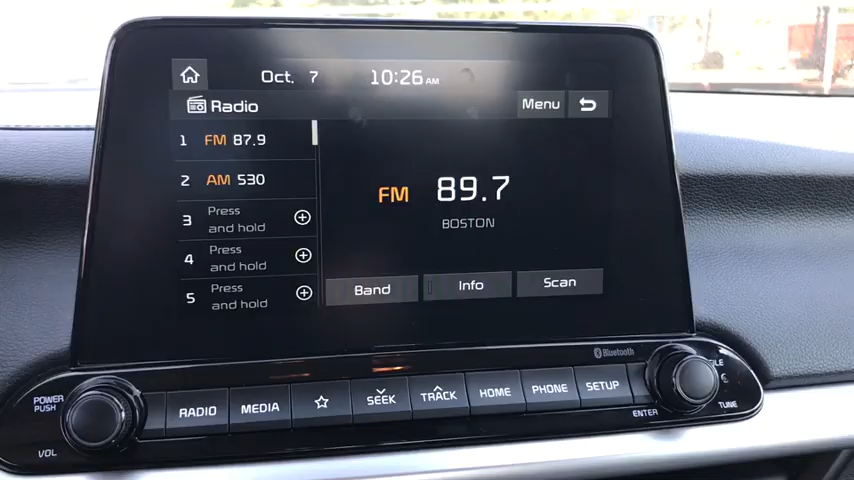 Oct. 7 10:26 AM
Radio Menu
1 FM 87.9
2 AM 530
3 Press and hold
4 Press and hold
5 Press and hold
FM 89.7
BOSTON
Band Info Scan
Bluetooth
POWER
PUSH
VOL
RADIO MEDIA SEEK TRACK HOME PHONE SETUP
ENTER
TUNE